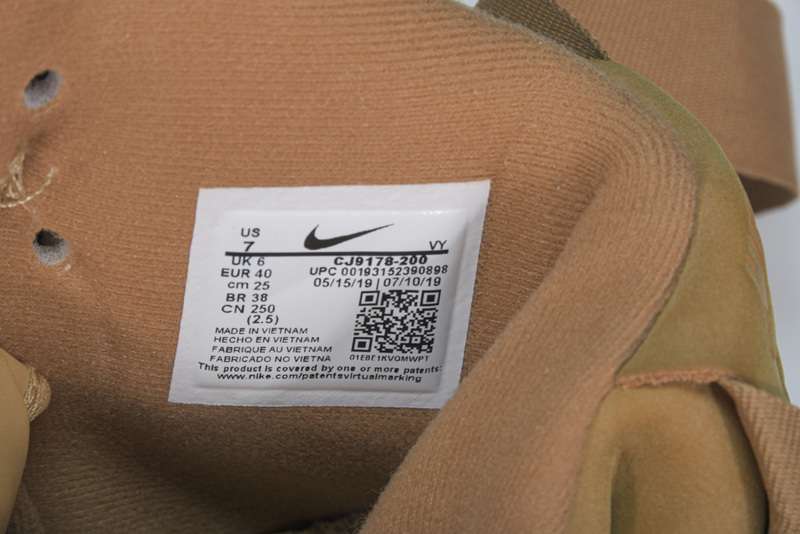 US
7
VY
UK 6
EUR 40
cm 25
BR 38
CN 250
(2.5)
CJ9178-200
UPC 00193152390898
05/15/19 | 07/10/19
MADE IN VIETNAM
HECHO EN VIETNAM
FABRIQUE AU VIETNAM
FABRICADO NO VIETNA
01E8E1KVQMWPT
This product is covered by one or more patents:
www.nike.com/patentsvirtualmarking